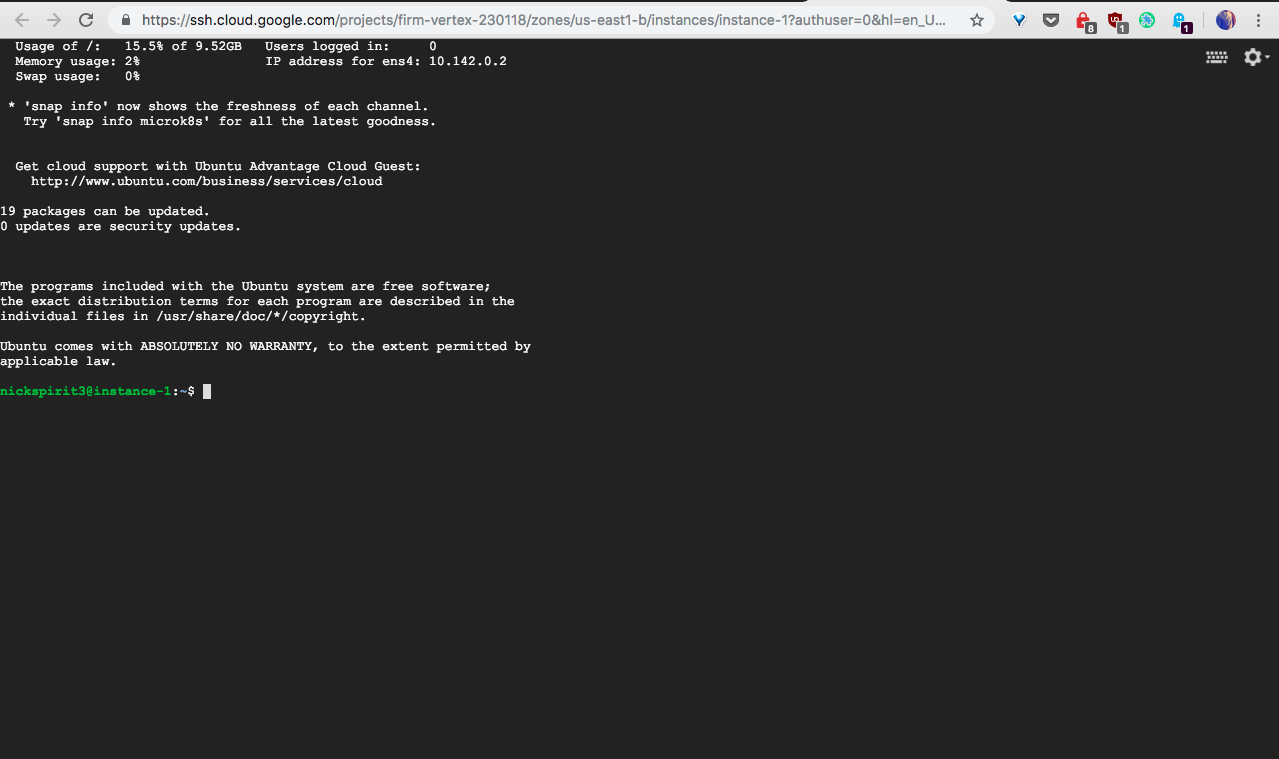 https://ssh.cloud.google.com/projects/firm-vertex-230118/zones/us-east1-b/instances/instance-1?authuser=0&hl=en_U...
8
1
1
Usage of /:   15.5% of 9.52GB   Users logged in:     0
Memory usage: 2%                IP address for ens4: 10.142.0.2
Swap usage:   0%
* 'snap info' now shows the freshness of each channel.
Try 'snap info microk8s' for all the latest goodness.
Get cloud support with Ubuntu Advantage Cloud Guest:
http://www.ubuntu.com/business/services/cloud
19 packages can be updated.
0 updates are security updates.
The programs included with the Ubuntu system are free software;
the exact distribution terms for each program are described in the
individual files in /usr/share/doc/*/copyright.
Ubuntu comes with ABSOLUTELY NO WARRANTY, to the extent permitted by
applicable law.
nickspirit3@instance-1:~$